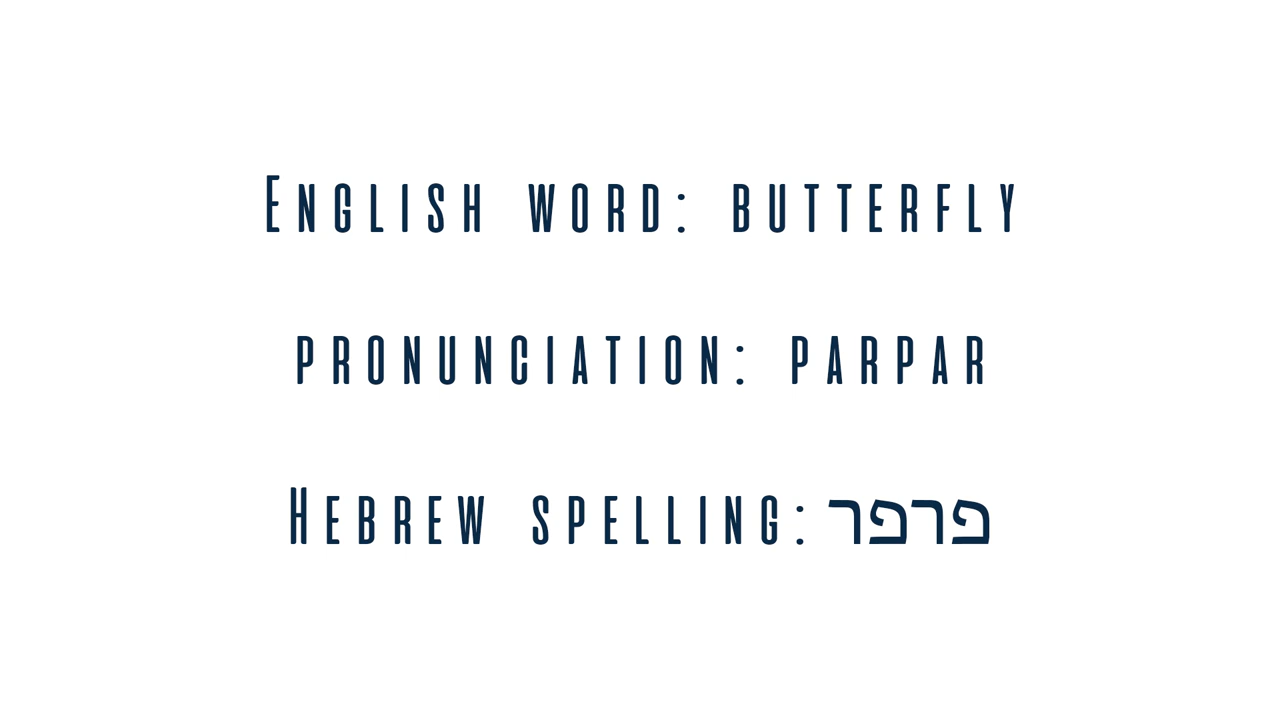 English word: butterfly
pronunciation: parpar
Hebrew spelling: פרפר